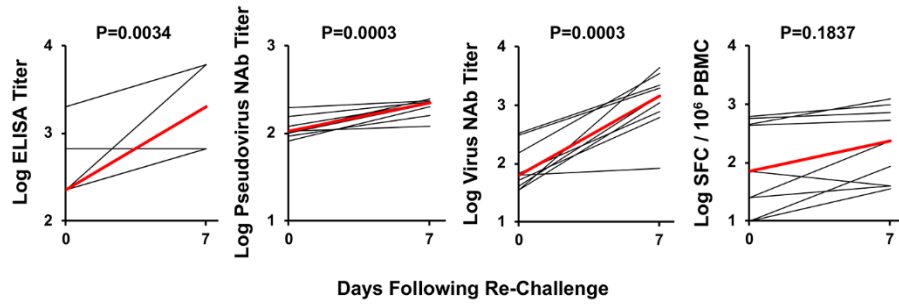 P=0.0034
Log ELISA Titer
4
3
2
0
7
P=0.0003
Log Pseudovirus NAb Titer
3
2
1
0
7
P=0.0003
Log Virus NAb Titer
4
3
2
1
0
7
P=0.1837
Log SFC / 10⁶ PBMC
4
3
2
1
0
7
Days Following Re-Challenge